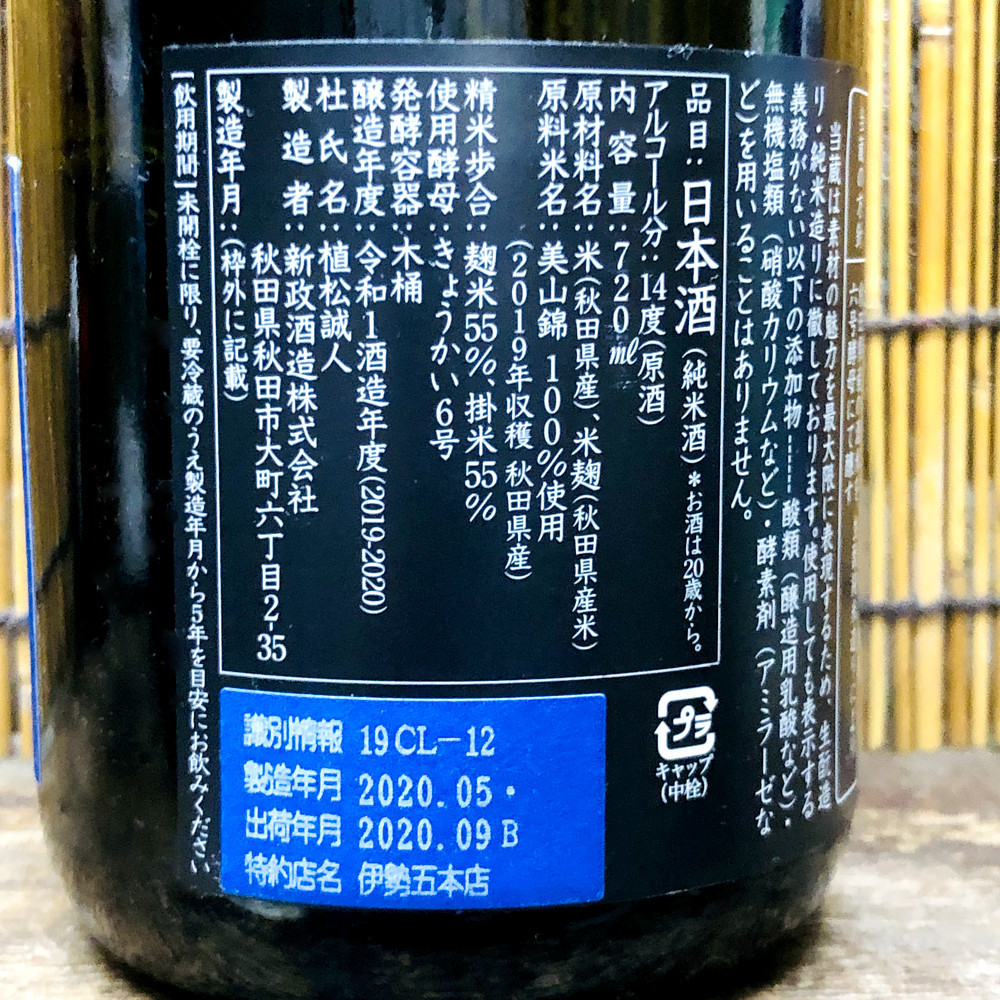 当蔵は素材の魅力を最大限に表現するため、生酛造
り・純米造りに徹しております。使用しても表示する
義務がない以下の添加物……酸類(醸造用乳酸など)・
無機塩類(硝酸カリウムなど)・酵素剤(アミラーゼな
ど)を用いることはありません。
品目:日本酒(純米酒)*お酒は20歳から。
アルコール分:14度(原酒)
内容量:720ml
原材料名:米(秋田県産)、米麹(秋田県産米)
原料米名:美山錦100%使用
(2019年収穫 秋田県産)
精米歩合:麹米55%、掛米55%
使用酵母:きょうかい6号
発酵容器:木桶
醸造年度:令和1酒造年度(2019-2020)
杜氏名:植松誠人
製造者:新政酒造株式会社
秋田県秋田市大町六丁目2-35
製造年月:(枠外に記載)
[飲用期間]未開栓に限り、要冷蔵のうえ製造年月から5年を目安にお飲みください
プラ
キャップ
(中栓)
識別情報 19CL-12
製造年月 2020.05・
出荷年月 2020.09B
特約店名 伊勢五本店